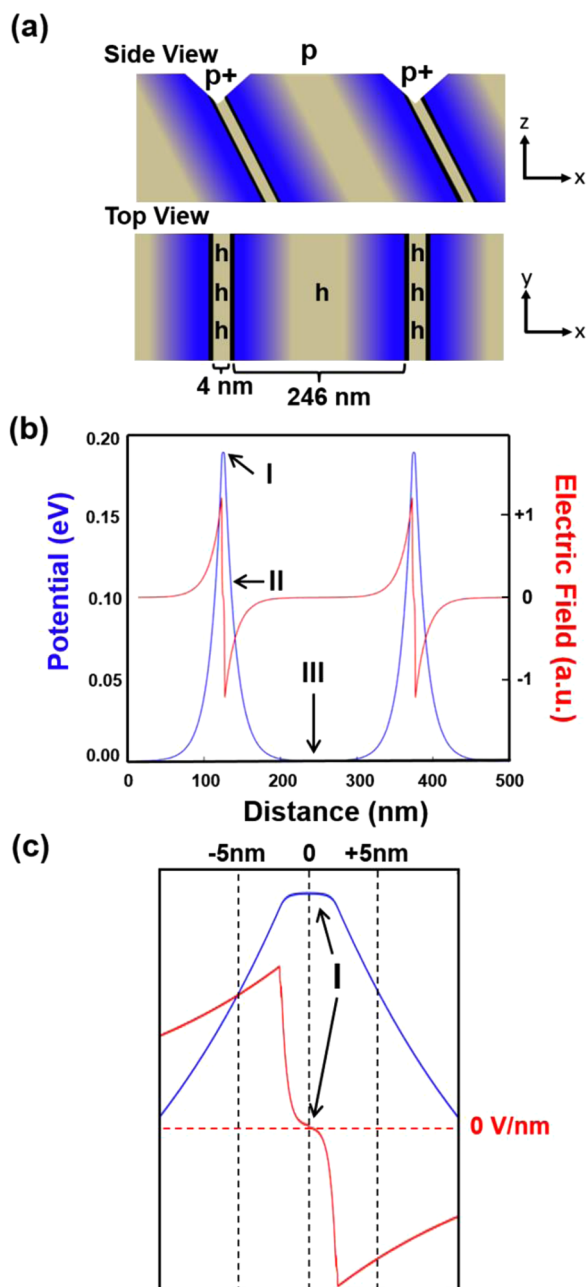 (a)
Side View
p
p+
p+
z
x
Top View
h
h
h
h
h
h
h
y
x
4 nm
246 nm
(b)
Potential (eV)
0.20
0.15
0.10
0.05
0.00
I
II
III
+1
0
-1
Electric Field (a.u.)
0
100
200
300
400
500
Distance (nm)
(c)
-5nm
0
+5nm
I
0 V/nm